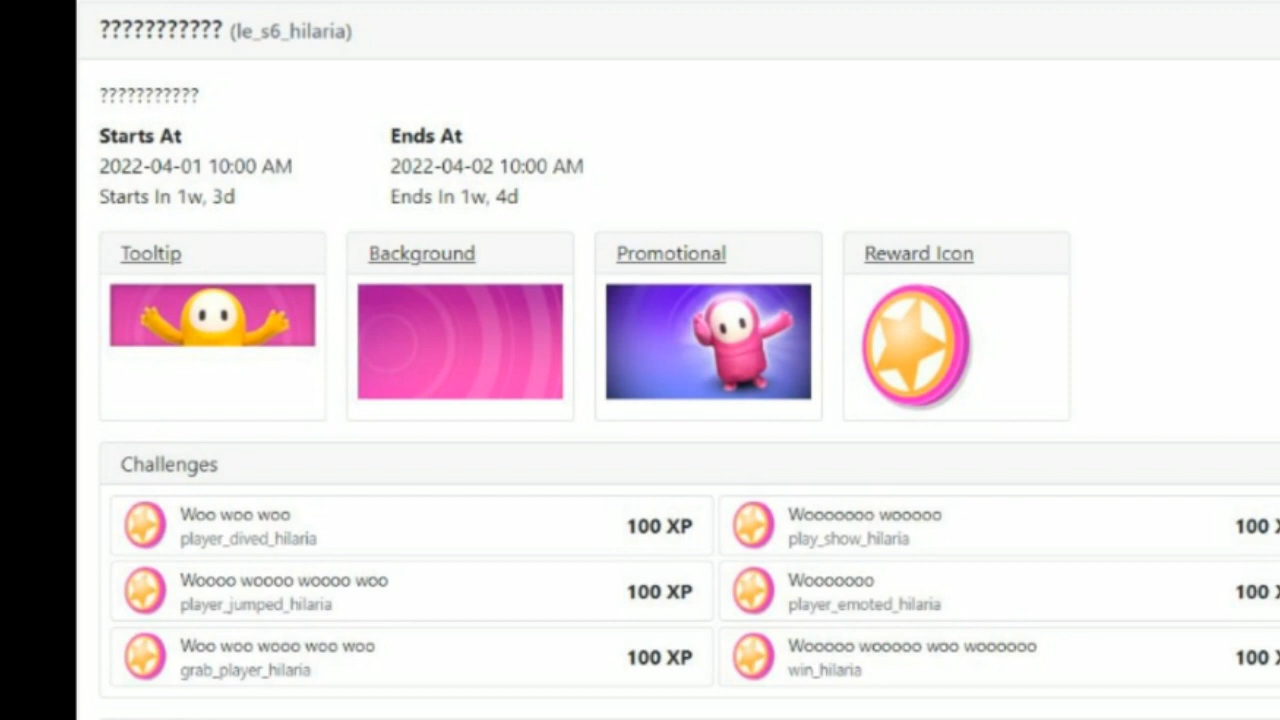 ??????????? (le_s6_hilaria)
???????????
Starts At Ends At
2022-04-01 10:00 AM 2022-04-02 10:00 AM
Starts In 1w, 3d Ends In 1w, 4d
Tooltip Background Promotional Reward Icon
Challenges
Woo woo woo
player_dived_hilaria
100 XP
Wooooooo wooooo
play_show_hilaria
100 X
Woooo woooo woooo woo
player_jumped_hilaria
100 XP
Wooooooo
player_emoted_hilaria
100 X
Woo woo wooo woo woo
grab_player_hilaria
100 XP
Wooooo wooooo woo woooooo
win_hilaria
100 X